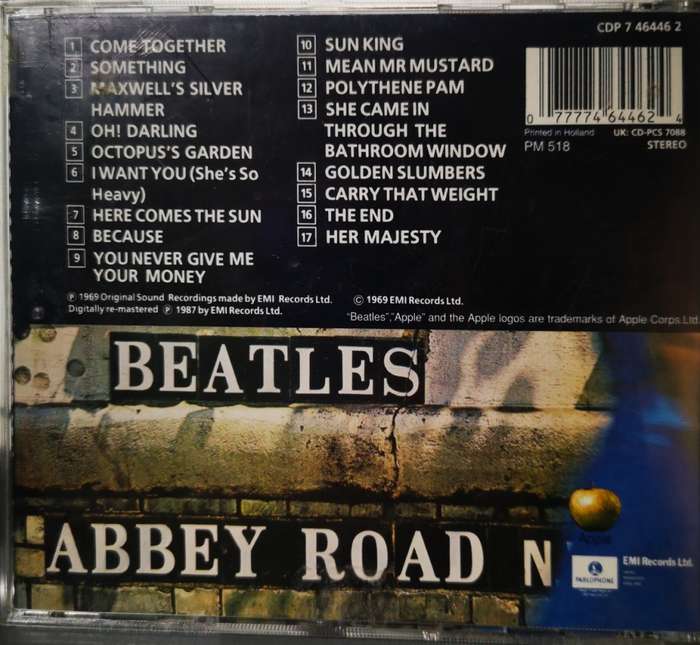 CDP 7 46446 2
1 COME TOGETHER
2 SOMETHING
3 MAXWELL'S SILVER
HAMMER
4 OH! DARLING
5 OCTOPUS'S GARDEN
6 I WANT YOU (She's So
Heavy)
7 HERE COMES THE SUN
8 BECAUSE
9 YOU NEVER GIVE ME
YOUR MONEY
10 SUN KING
11 MEAN MR MUSTARD
12 POLYTHENE PAM
13 SHE CAME IN
THROUGH THE
BATHROOM WINDOW
14 GOLDEN SLUMBERS
15 CARRY THAT WEIGHT
16 THE END
17 HER MAJESTY
0 77774 64462 4
Printed in Holland UK: CD-PCS 7088
PM 518 STEREO
Ⓟ 1969 Original Sound Recordings made by EMI Records Ltd. © 1969 EMI Records Ltd.
Digitally re-mastered Ⓟ 1987 by EMI Records Ltd.
"Beatles","Apple" and the Apple logos are trademarks of Apple Corps.Ltd
BEATLES
ABBEY ROAD N
Apple
PARLOPHONE
EMI Records Ltd.